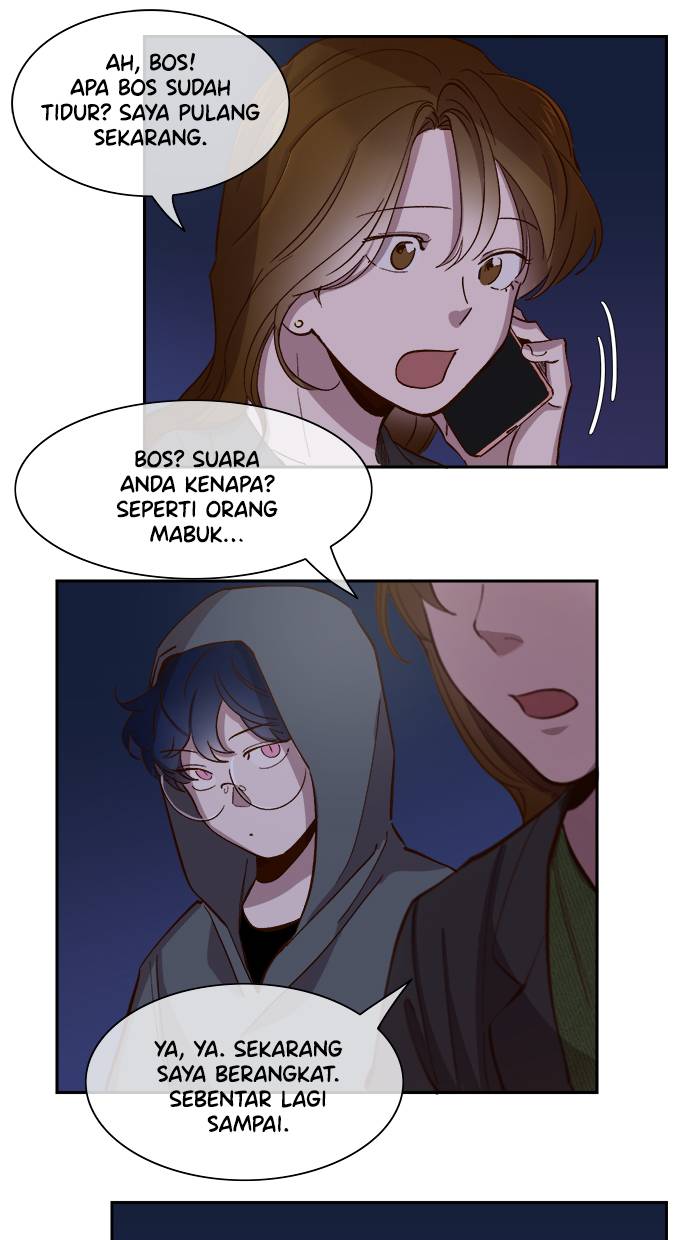 AH, BOS!
APA BOS SUDAH
TIDUR? SAYA PULANG
SEKARANG.
BOS? SUARA
ANDA KENAPA?
SEPERTI ORANG
MABUK...
YA, YA. SEKARANG
SAYA BERANGKAT.
SEBENTAR LAGI
SAMPAI.